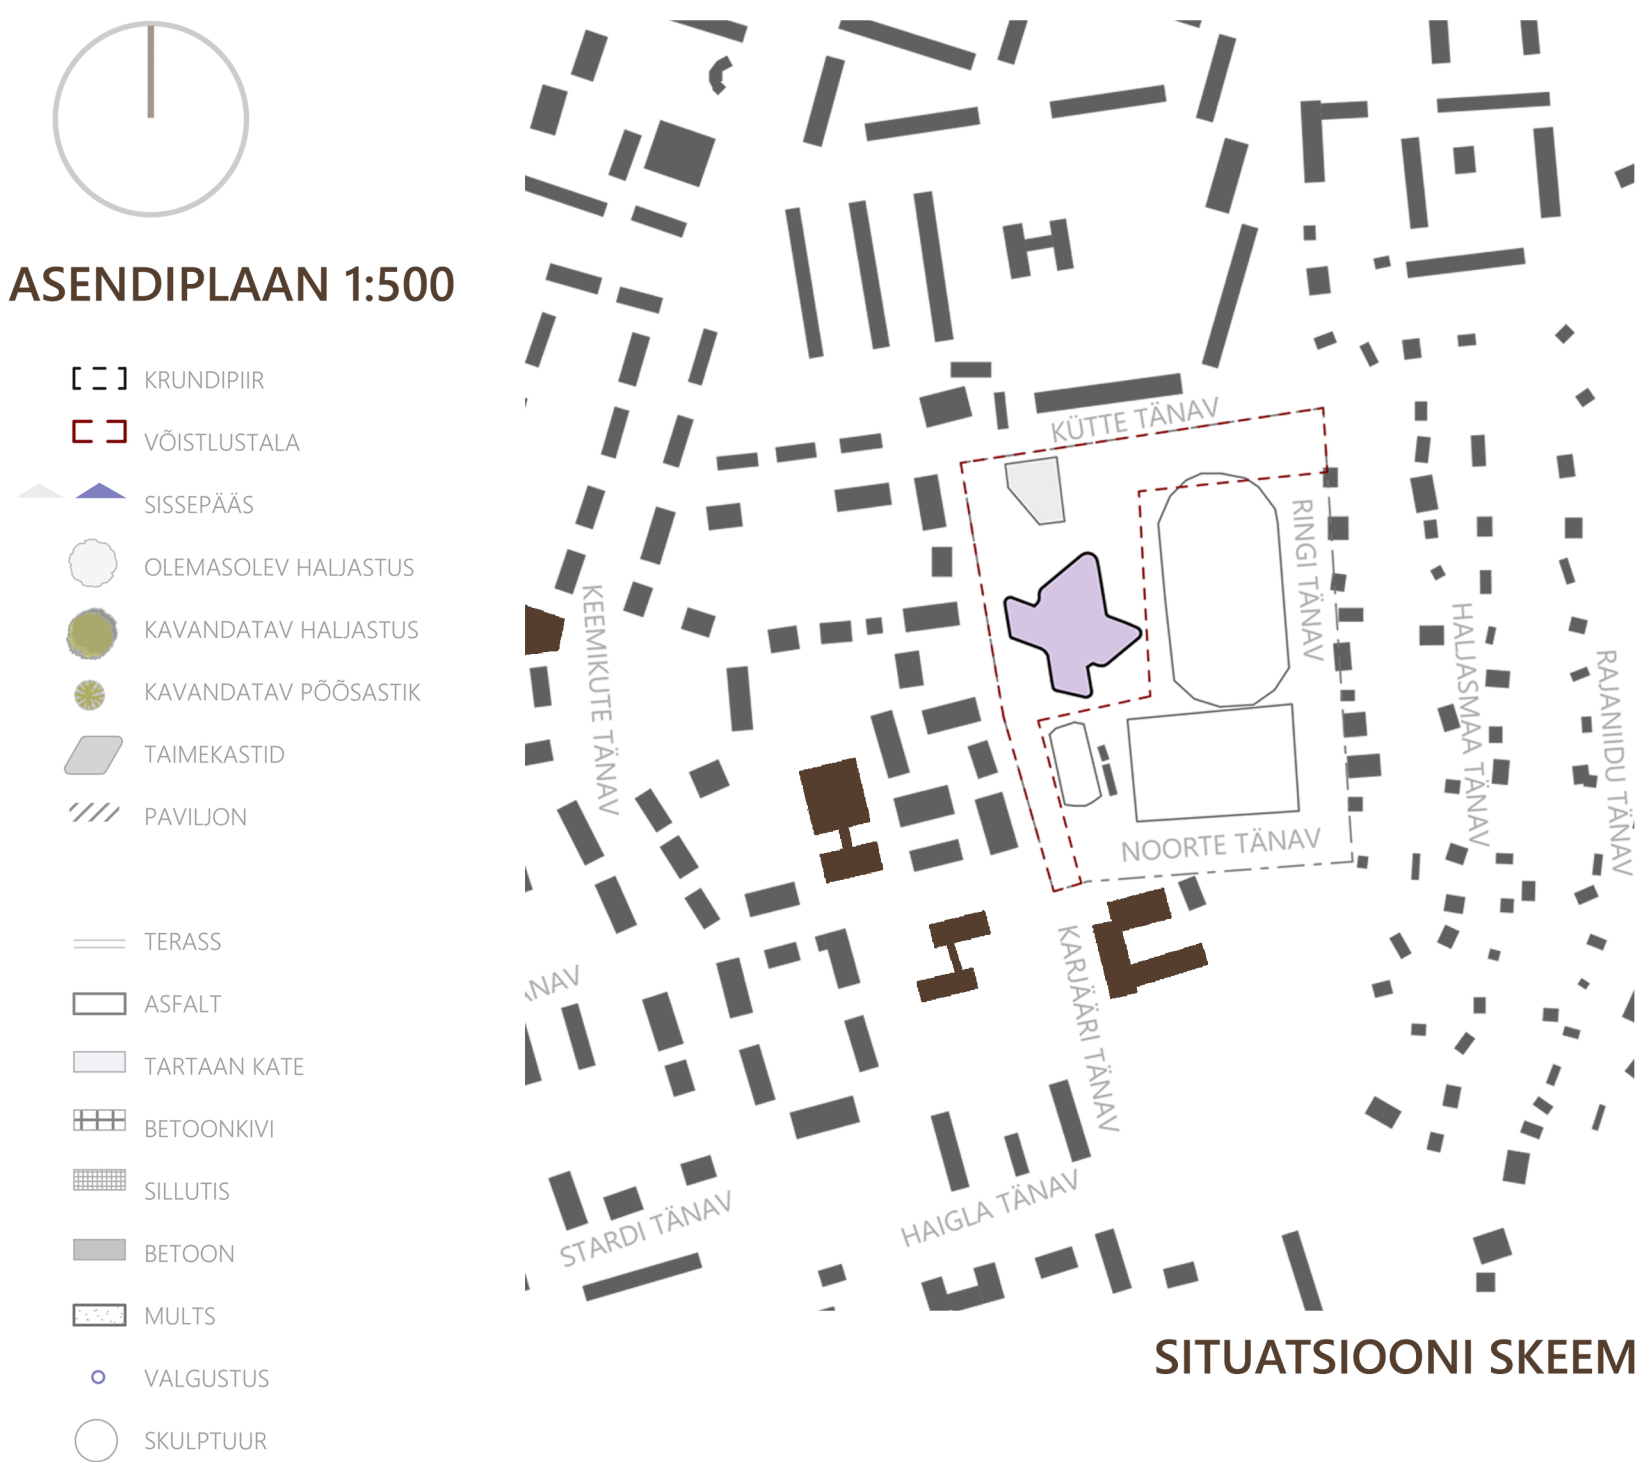 ASENDIPLAAN 1:500
KRUNDIPIIR
VÕISTLUSTALA
SISSEPÄÄS
OLEMASOLEV HALJASTUS
KAVANDATAV HALJASTUS
KAVANDATAV PÕÕSASTIK
TAIMEKASTID
PAVILJON
TERASS
ASFALT
TARTAAN KATE
BETOONKIVI
SILLUTIS
BETOON
MULTS
VALGUSTUS
SKULPTUUR
KÜTTE TÄNAV
RINGI TÄNAV
KEEMIKUTE TÄNAV
HALJASMAA TÄNAV
RAJANIIDU TÄNAV
NOORTE TÄNAV
KARJÄÄRI TÄNAV
ÄNAV
HAIGLA TÄNAV
STARDI TÄNAV
SITUATSIOONI SKEEM